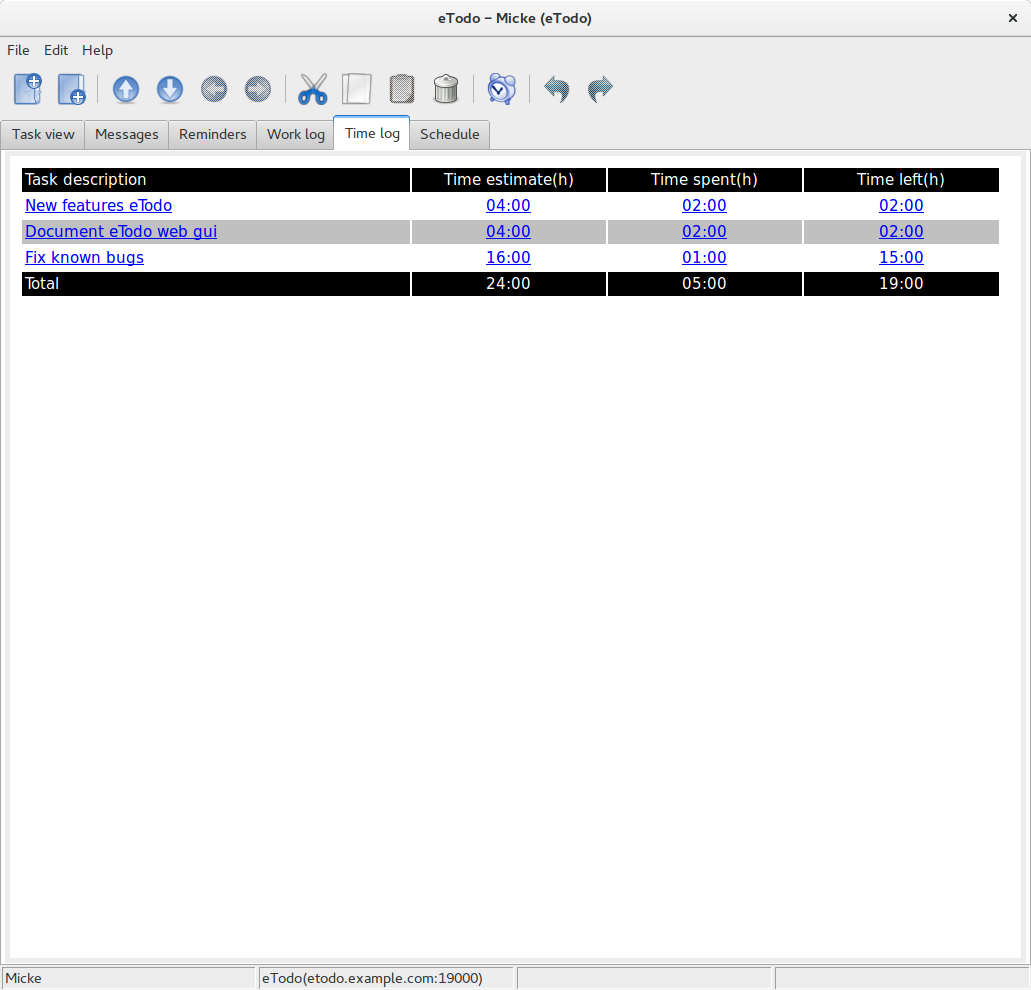 eTodo – Micke (eTodo)
File Edit Help
Task view Messages Reminders Work log Time log Schedule
Task description Time estimate(h) Time spent(h) Time left(h)
New features eTodo 04:00 02:00 02:00
Document eTodo web gui 04:00 02:00 02:00
Fix known bugs 16:00 01:00 15:00
Total 24:00 05:00 19:00
Micke eTodo(etodo.example.com:19000)